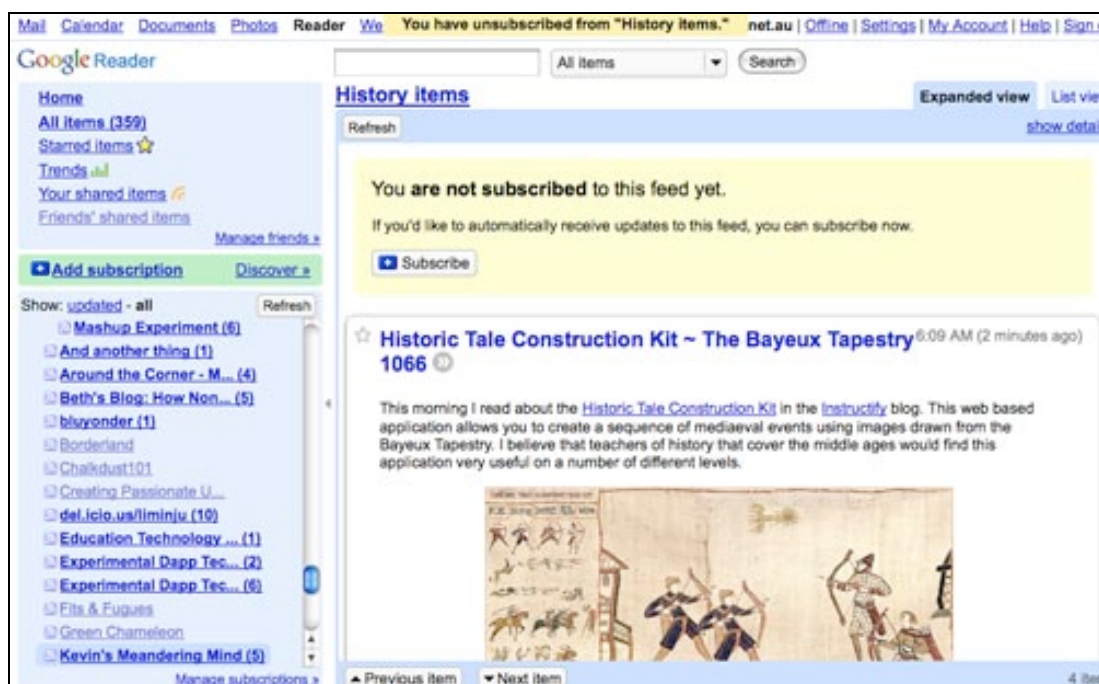 Mail Calendar Documents Photos Reader We You have unsubscribed from "History items." net.au | Offline | Settings | My Account | Help | Sign
Google Reader
All items Search
Home
All items (359)
Starred items
Trends
Your shared items
Friends' shared items
Manage friends »
Add subscription Discover »
Show: updated - all Refresh
Mashup Experiment (6)
And another thing (1)
Around the Corner - M... (4)
Beth's Blog: How Non... (5)
bluyonder (1)
Borderland
Chalkdust101
Creating Passionate U...
del.icio.us/liminju (10)
Education Technology ... (1)
Experimental Dapp Tec... (2)
Experimental Dapp Tec... (6)
Fits & Fugues
Green Chameleon
Kevin's Meandering Mind (5)
Manage subscriptions »
History items Expanded view List vie
Refresh show detai
You are not subscribed to this feed yet.
If you'd like to automatically receive updates to this feed, you can subscribe now.
Subscribe
Historic Tale Construction Kit ~ The Bayeux Tapestry 6:09 AM (2 minutes ago)
1066
This morning I read about the Historic Tale Construction Kit in the Instructify blog. This web based
application allows you to create a sequence of mediaeval events using images drawn from the
Bayeux Tapestry. I believe that teachers of history that cover the middle ages would find this
application very useful on a number of different levels.
Previous item Next item 4 ite